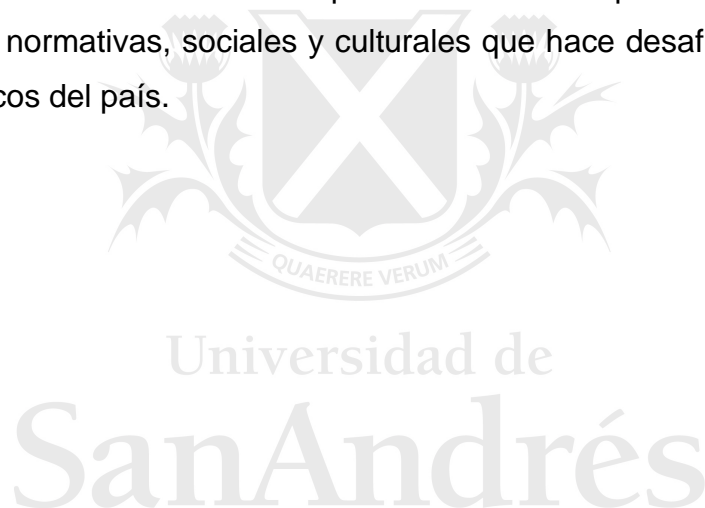 normativas, sociales y culturales que hace desaf
cos del país.
QUAERERE VERUM
Universidad de
SanAndrés